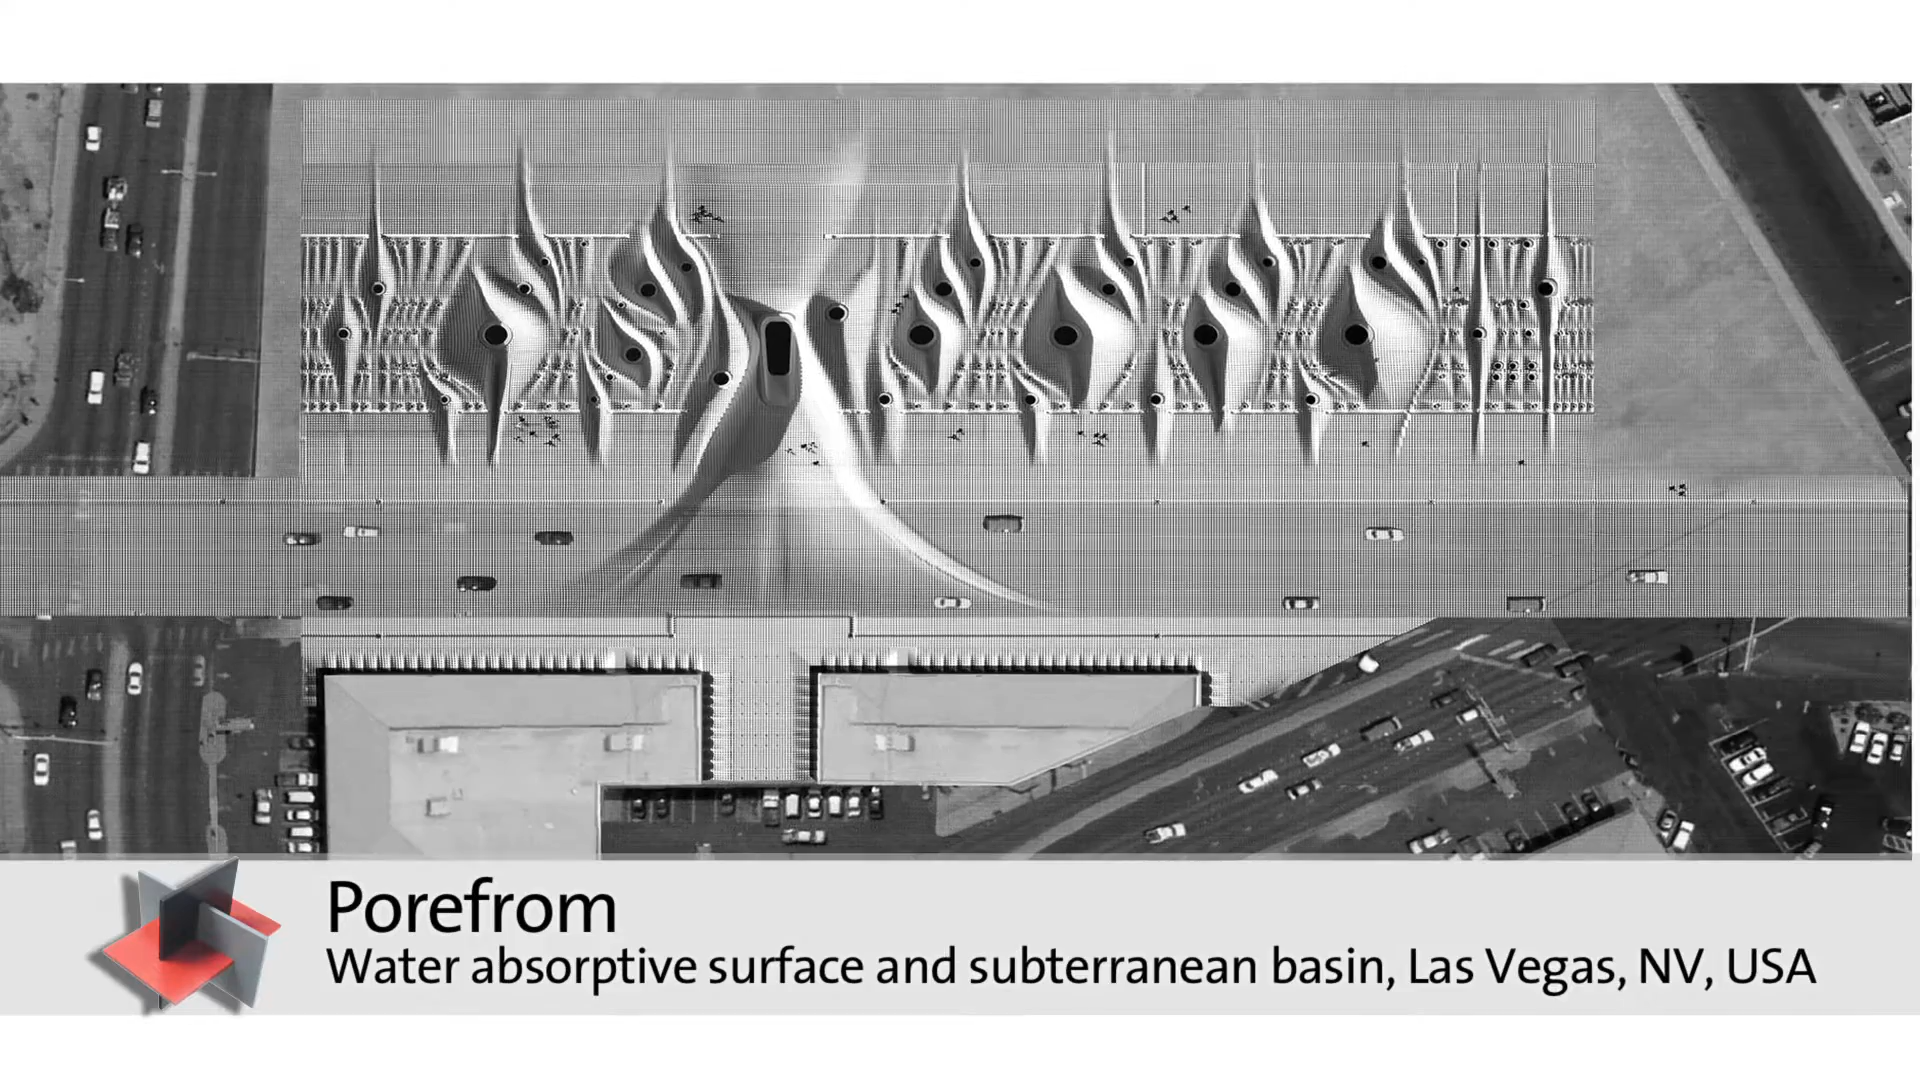 Porefrom
Water absorptive surface and subterranean basin, Las Vegas, NV, USA